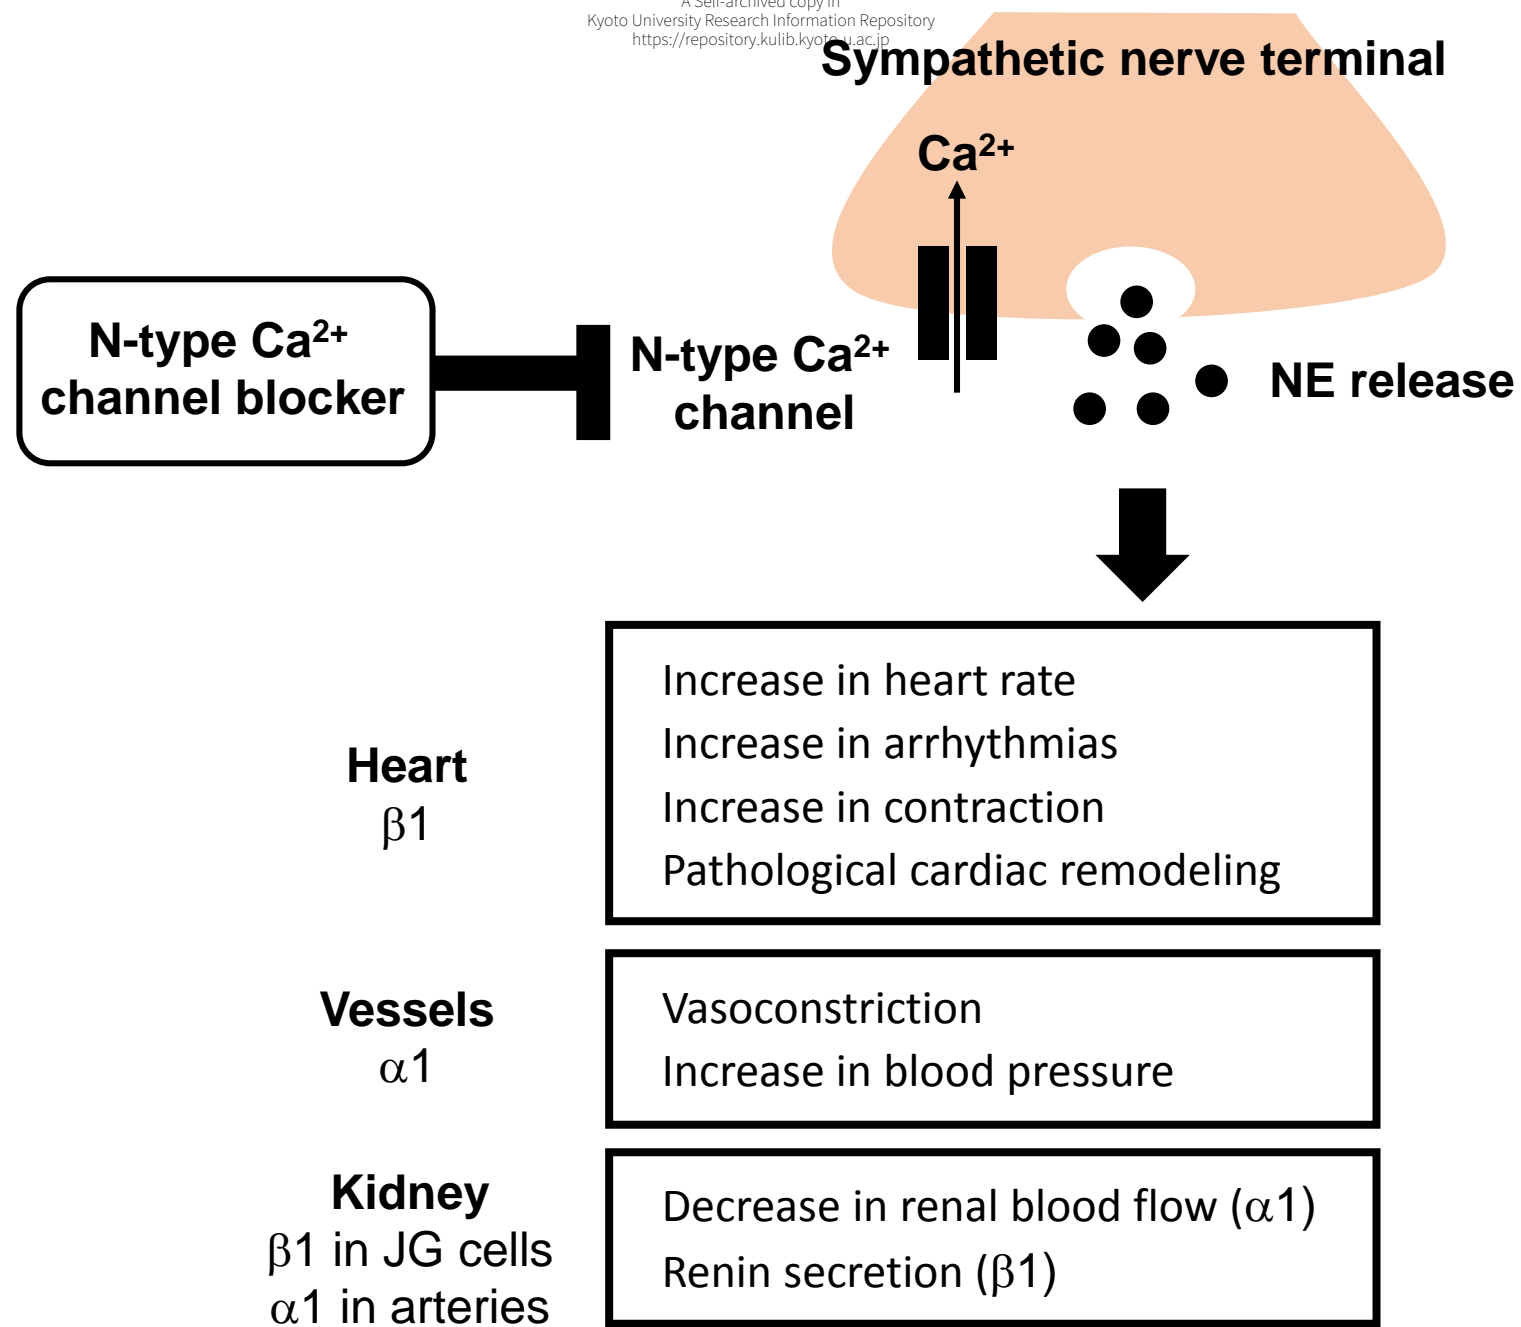 A Self-archived copy in
Kyoto University Research Information Repository
https://repository.kulib.kyoto-u.ac.jp
Sympathetic nerve terminal
Ca²⁺
N-type Ca²⁺
channel blocker
N-type Ca²⁺
channel
NE release
Heart
β1
Increase in heart rate
Increase in arrhythmias
Increase in contraction
Pathological cardiac remodeling
Vessels
α1
Vasoconstriction
Increase in blood pressure
Kidney
β1 in JG cells
α1 in arteries
Decrease in renal blood flow (α1)
Renin secretion (β1)